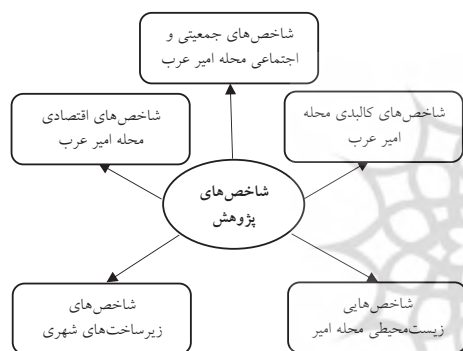 شاخص‌های جمعیتی و
اجتماعی محله امیر عرب
شاخص‌های کالبدی محله
امیر عرب
شاخص‌های اقتصادی
محله امیر عرب
شاخص‌های
پژوهش
شاخص‌هایی
زیست‌محیطی محله امیر
شاخص‌های
زیرساخت‌های شهری